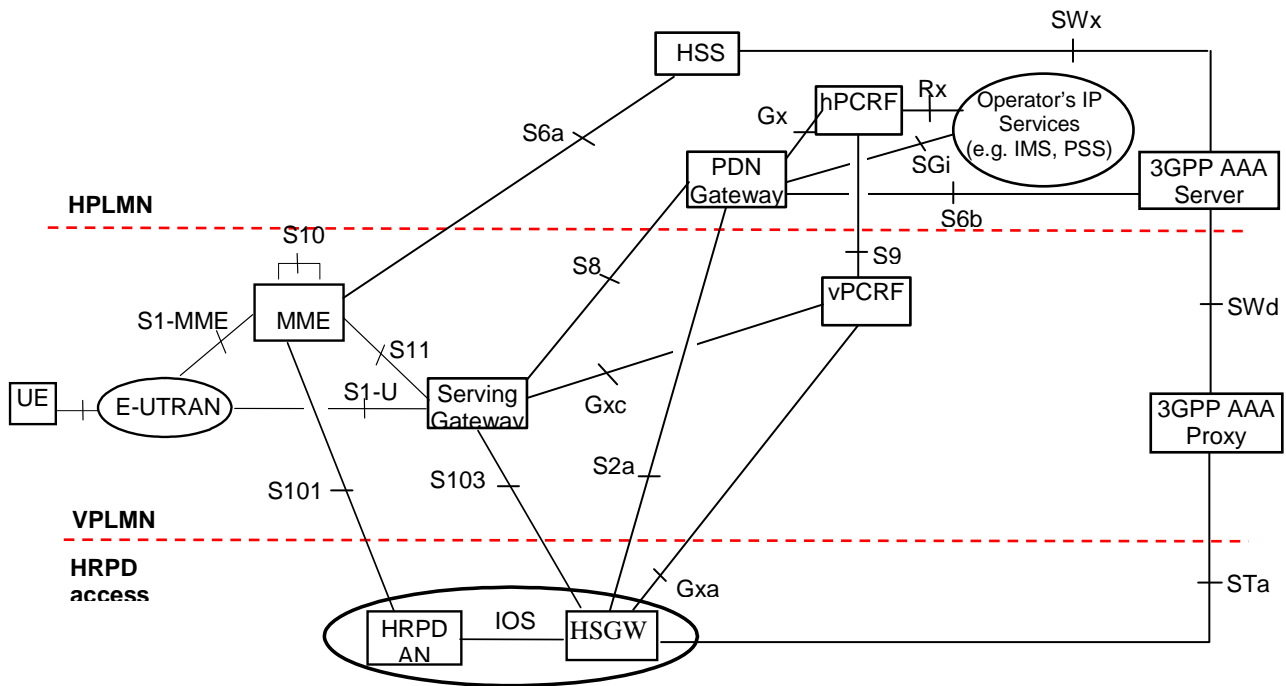 SWx
HSS
Rx
hPCRF
Operator's IP
Services
(e.g. IMS, PSS)
Gx
S6a
SGi
PDN
Gateway
3GPP AAA
Server
HPLMN
S6b
S10
S9
S8
vPCRF
SWd
S1-MME
MME
S11
S1-U
Serving
Gateway
UE
E-UTRAN
Gxc
3GPP AAA
Proxy
S2a
S101
S103
VPLMN
HRPD
access
Gxa
STa
IOS
HRPD
AN
HSGW